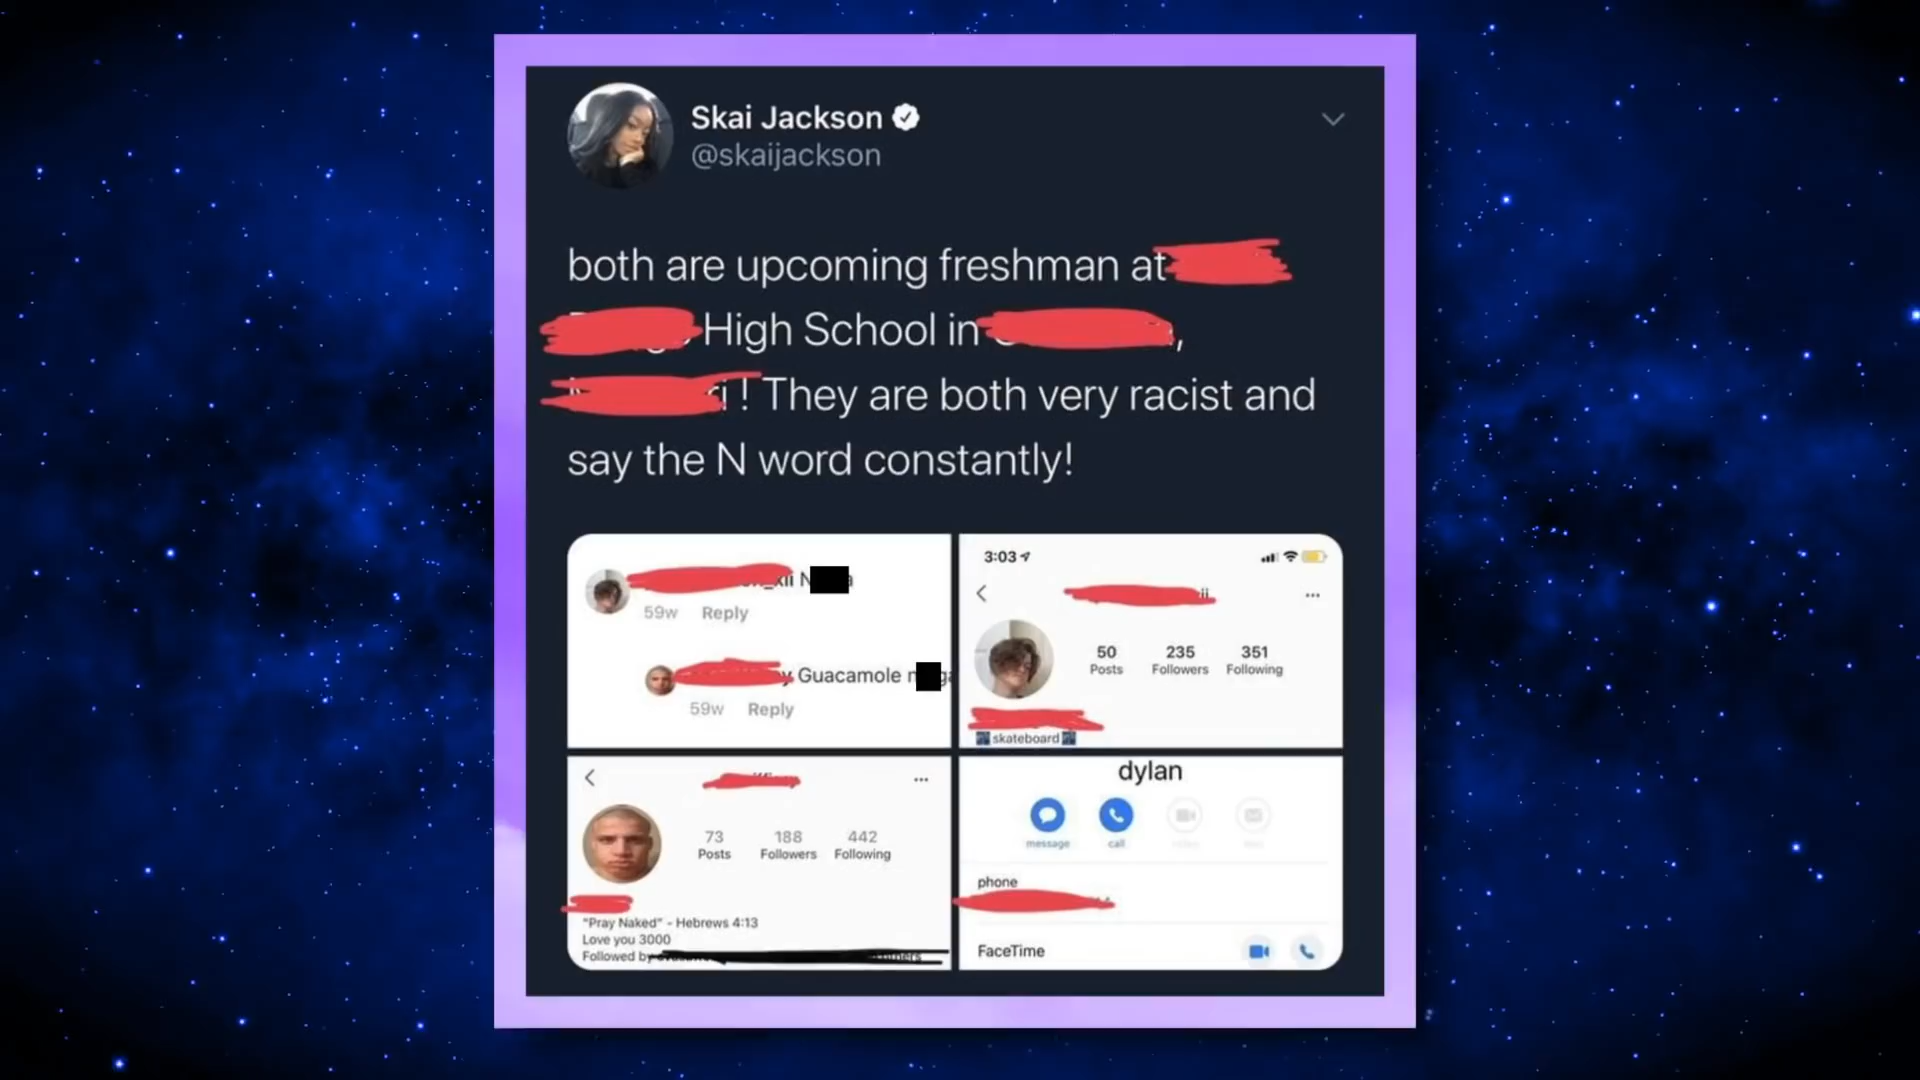 Skai Jackson
@skaijackson
both are upcoming freshman at
High School in ,
! They are both very racist and
say the N word constantly!
59w Reply
Guacamole
59w Reply
3:03
50 235 351
Posts Followers Following
skateboard
73 188 442
Posts Followers Following
"Pray Naked" - Hebrews 4:13
Love you 3000
Followed by
dylan
message call
phone
FaceTime